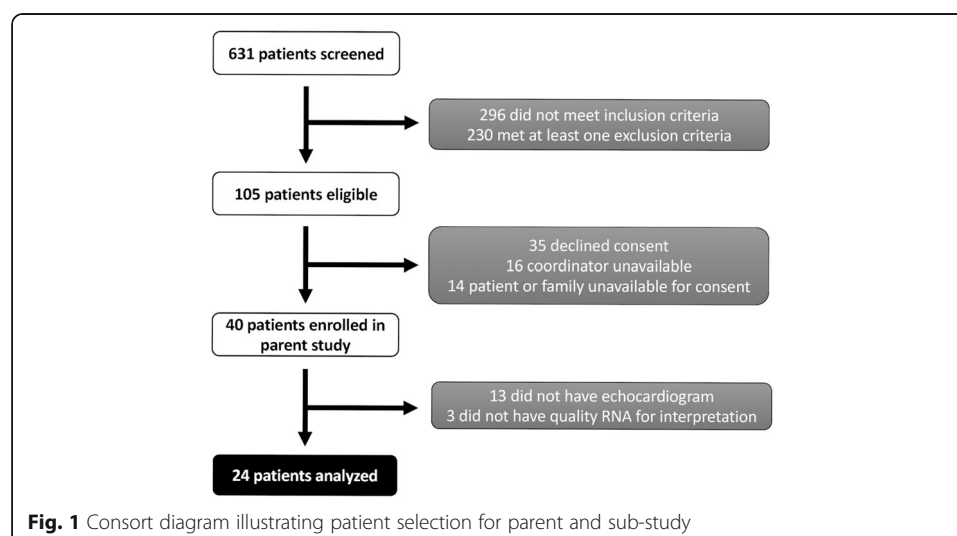 631 patients screened
296 did not meet inclusion criteria
230 met at least one exclusion criteria
105 patients eligible
35 declined consent
16 coordinator unavailable
14 patient or family unavailable for consent
40 patients enrolled in
parent study
13 did not have echocardiogram
3 did not have quality RNA for interpretation
24 patients analyzed
Fig. 1 Consort diagram illustrating patient selection for parent and sub-study